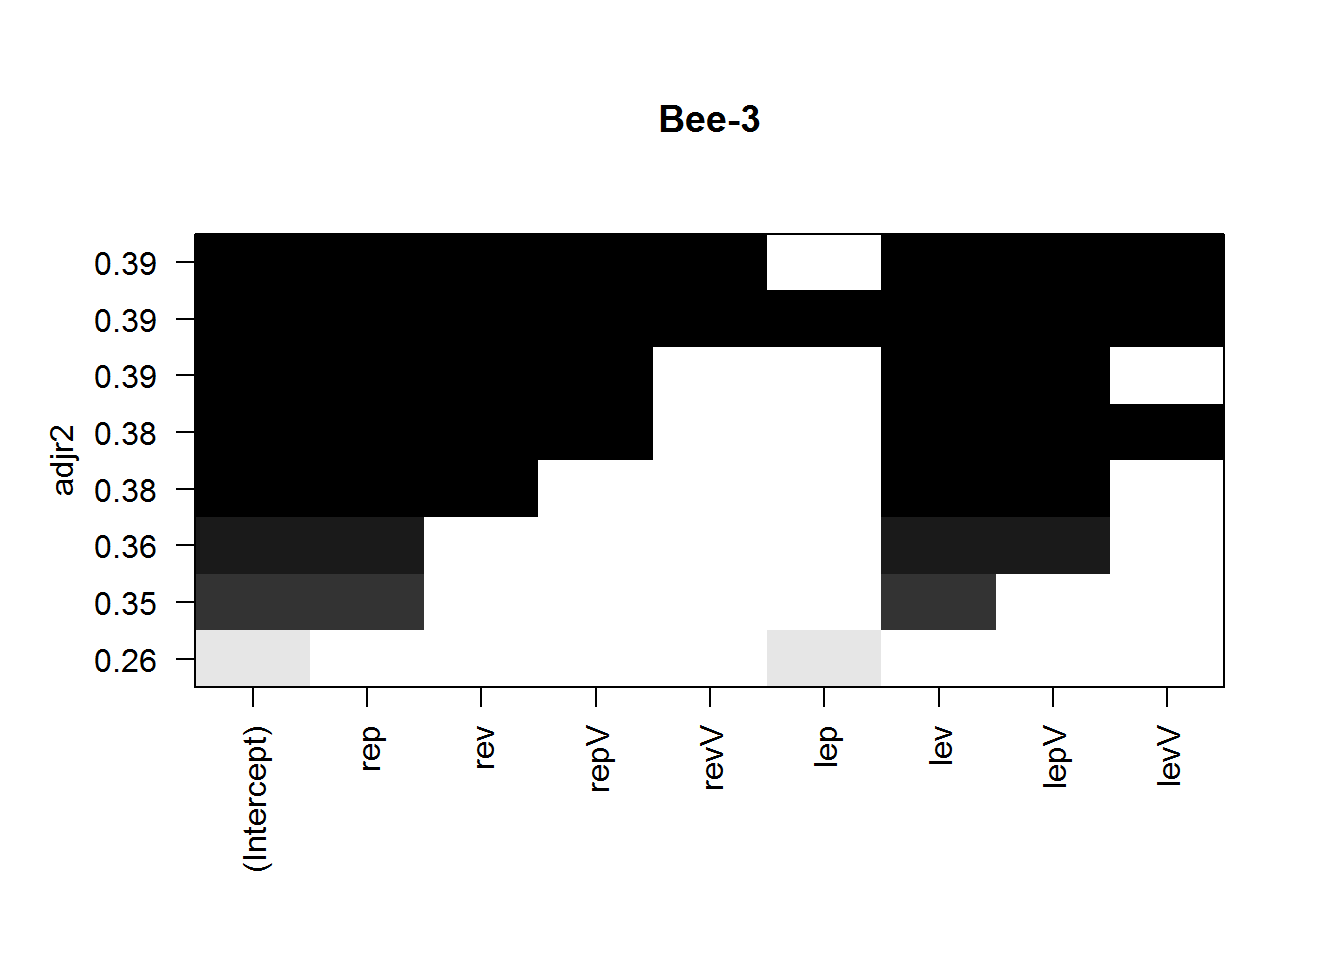 Bee-3
adjr2
0.39
0.39
0.39
0.38
0.38
0.36
0.35
0.26
(Intercept)
rep
rev
repV
revV
lep
lev
lepV
levV